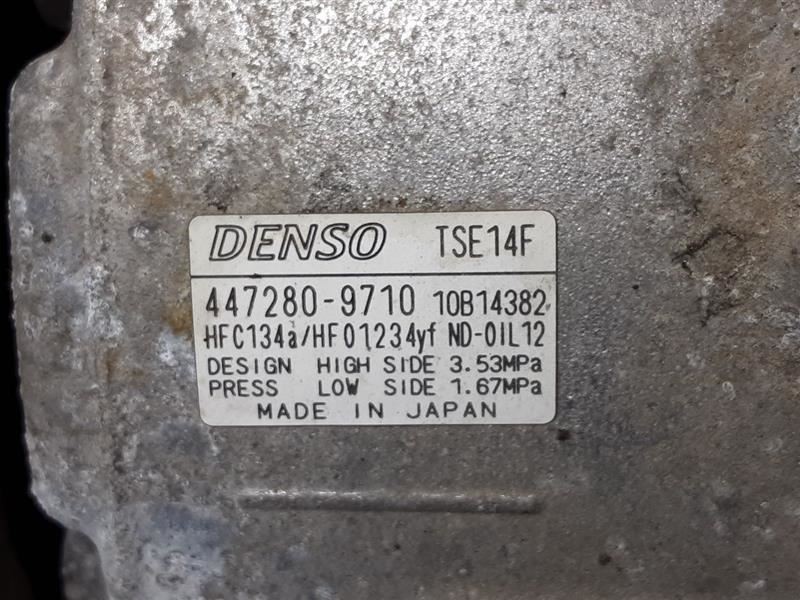 DENSO TSE14F
447280-9710 10B14382
HFC134a/HFO1234yf ND-OIL12
DESIGN HIGH SIDE 3.53MPa
PRESS LOW SIDE 1.67MPa
MADE IN JAPAN